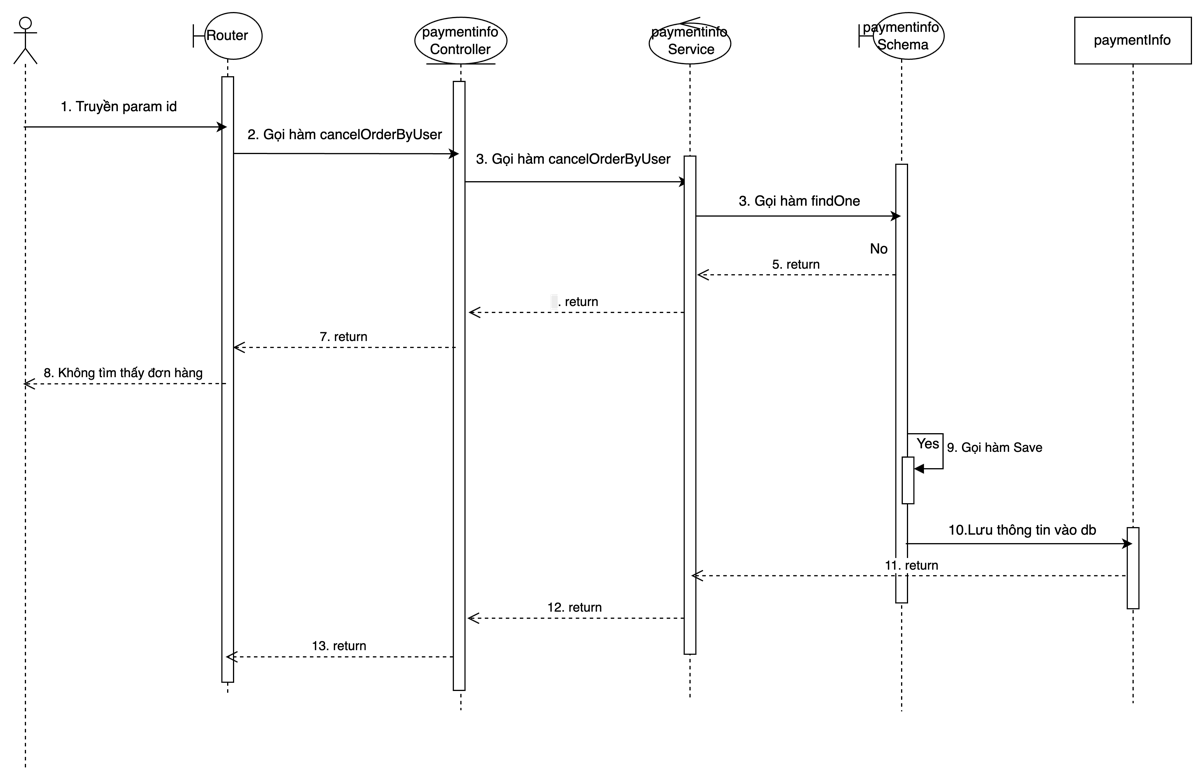 Router
paymentinfo
Controller
paymentinfo
Service
paymentinfo
Schema
paymentInfo
1. Truyền param id
2. Gọi hàm cancelOrderByUser
3. Gọi hàm cancelOrderByUser
3. Gọi hàm findOne
No
5. return
. return
7. return
8. Không tìm thấy đơn hàng
Yes
9. Gọi hàm Save
10.Lưu thông tin vào db
11. return
12. return
13. return